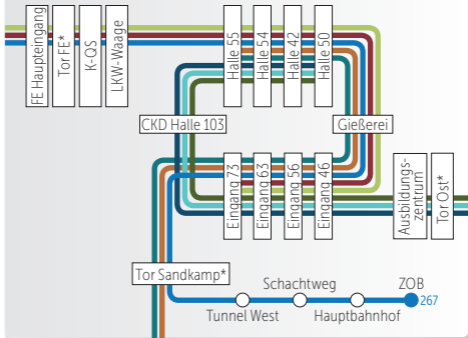 FE Haupteingang
Tor FE*
K-QS
LKW-Waage
Halle 55
Halle 54
Halle 42
Halle 50
CKD Halle 103
Gießerei
Eingang 73
Eingang 63
Eingang 56
Eingang 46
Ausbildungs-
zentrum
Tor Ost*
Tor Sandkamp*
Schachtweg
ZOB
267
Tunnel West
Hauptbahnhof